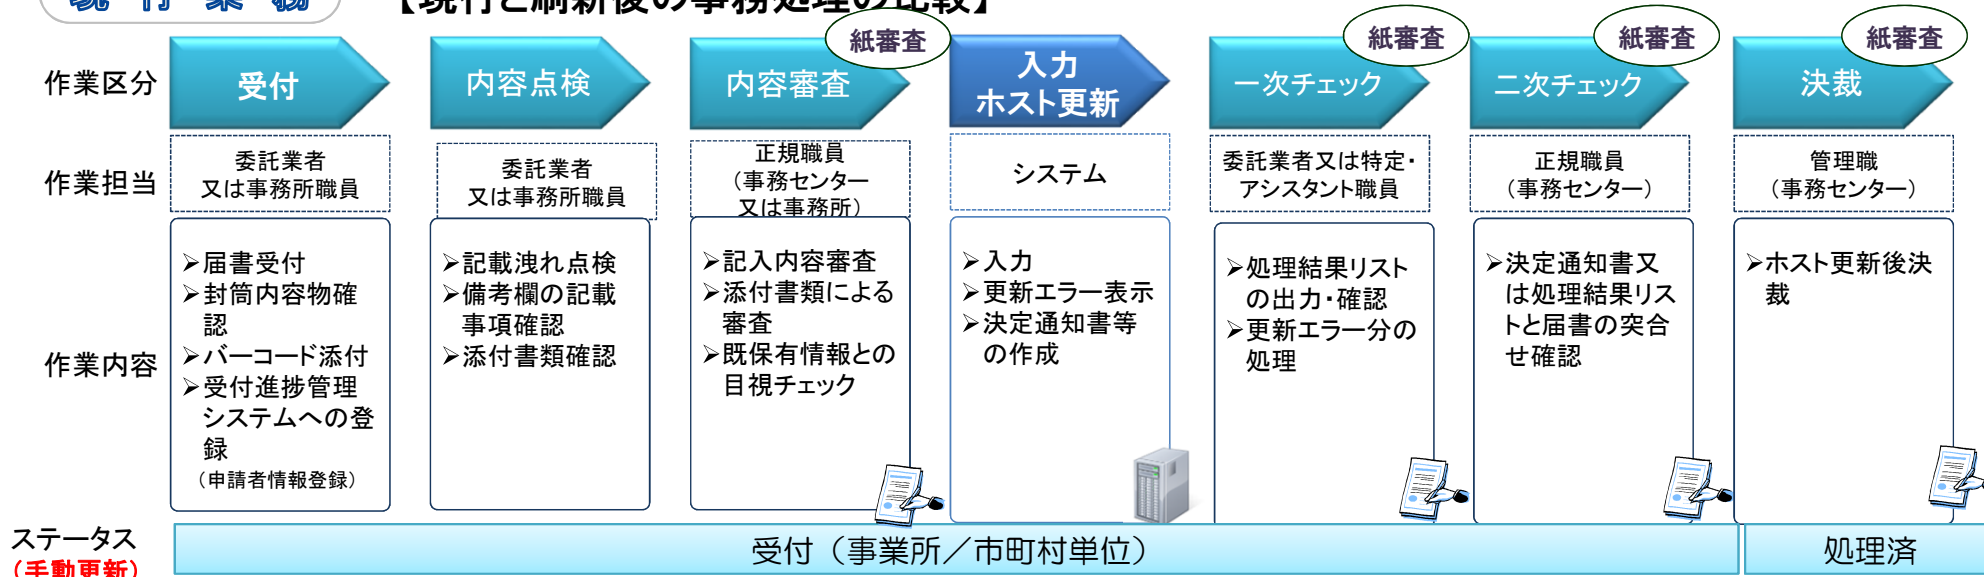 現行業務
【現行と刷新後の事務処理の比較】
作業区分
受付
内容点検
内容審査
紙審査
入力
ホスト更新
一次チェック
紙審査
二次チェック
紙審査
決裁
紙審査
作業担当
委託業者
又は事務所職員
委託業者
又は事務所職員
正規職員
（事務センター
又は事務所）
システム
委託業者又は特定・
アシスタント職員
正規職員
（事務センター）
管理職
（事務センター）
作業内容
➢届書受付
➢封筒内容物確
認
➢バーコード添付
➢受付進捗管理
システムへの登
録
（申請者情報登録）
➢記載洩れ点検
➢備考欄の記載
事項確認
➢添付書類確認
➢記入内容審査
➢添付書類による
審査
➢既保有情報との
目視チェック
➢入力
➢更新エラー表示
➢決定通知書等
の作成
➢処理結果リスト
の出力・確認
➢更新エラー分の
処理
➢決定通知書又
は処理結果リス
トと届書の突合
せ確認
➢ホスト更新後決
裁
ステータス
（手動更新）
受付（事業所／市町村単位）
処理済